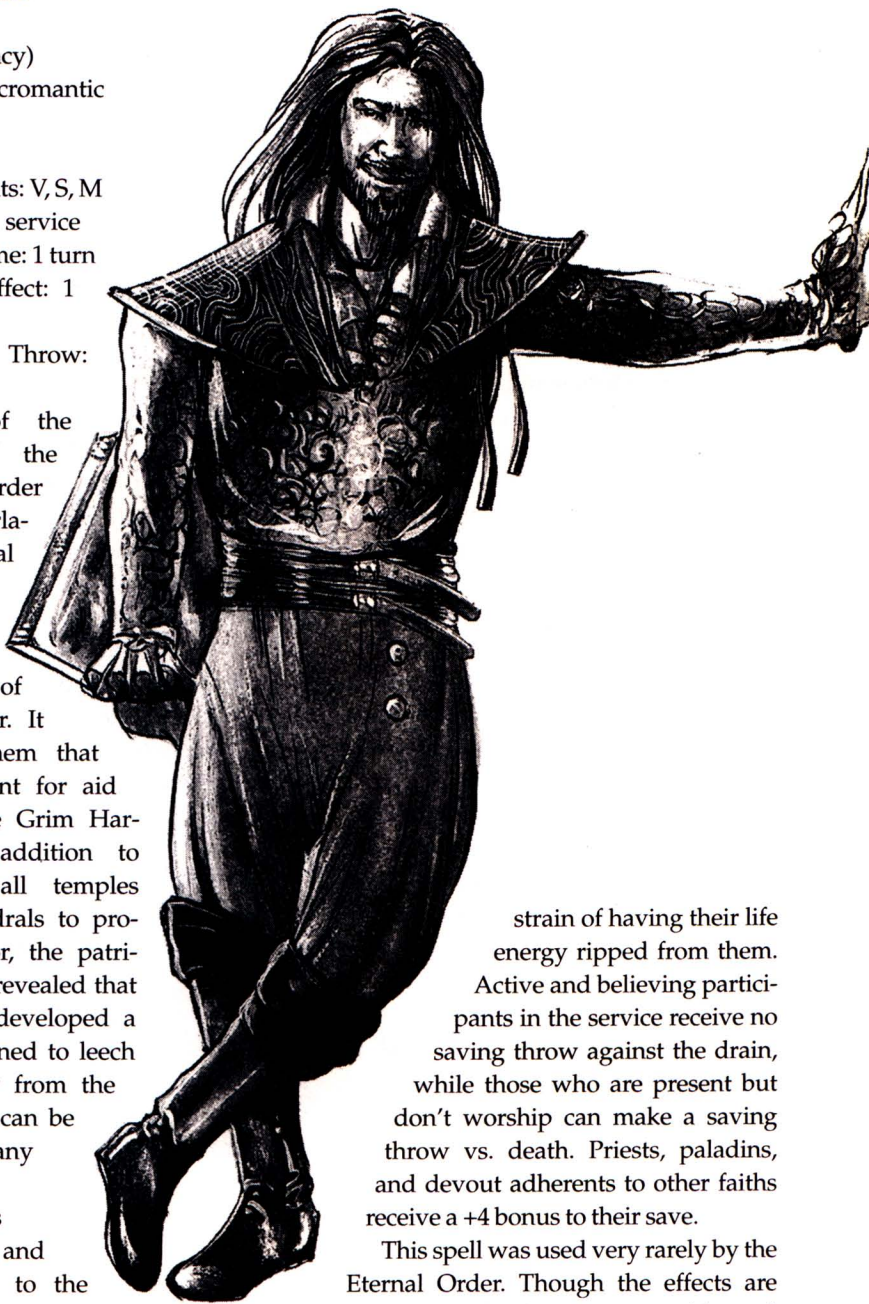 cy)
cromantic
ts: V, S, M
service
ne: 1 turn
ffect: 1
Throw:
of the
the
rder
la-
al
of
r. It
hem that
nt for aid
e Grim Har-
addition to
all temples
drals to pro-
r, the patri-
revealed that
developed a
ned to leech
from the
can be
any
s
and
to the
strain of having their life
energy ripped from them.
Active and believing partici-
pants in the service receive no
saving throw against the drain,
while those who are present but
don't worship can make a saving
throw vs. death. Priests, paladins,
and devout adherents to other faiths
receive a +4 bonus to their save.
This spell was used very rarely by the
Eternal Order. Though the effects are